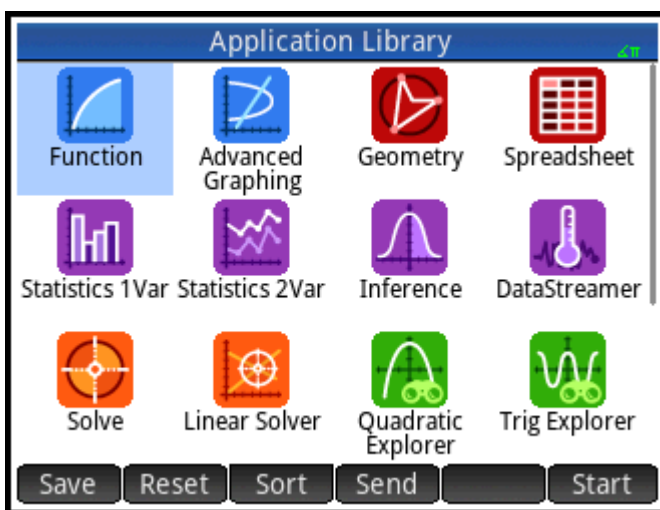 Application Library
∡π
Function
Advanced
Graphing
Geometry
Spreadsheet
Statistics 1Var
Statistics 2Var
Inference
DataStreamer
Solve
Linear Solver
Quadratic
Explorer
Trig Explorer
Save
Reset
Sort
Send
Start